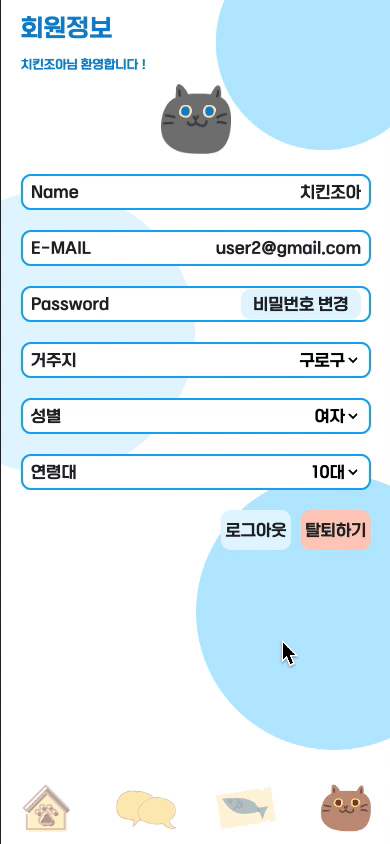 회원정보
치킨조아님 환영합니다 !
Name 치킨조아
E-MAIL user2@gmail.com
Password 비밀번호 변경
거주지 구로구
성별 여자
연령대 10대
로그아웃 탈퇴하기